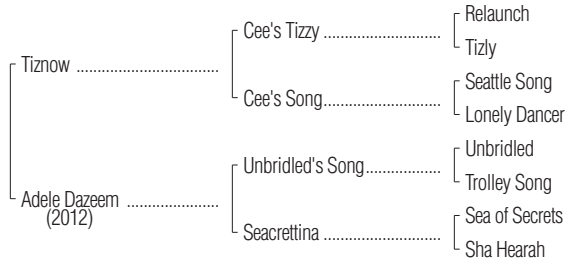 Relaunch
Cee's Tizzy
Tizly
Tiznow
Seattle Song
Cee's Song
Lonely Dancer
Unbridled
Unbridled's Song
Trolley Song
Adele Dazeem
(2012)
Sea of Secrets
Seacrettina
Sha Hearah